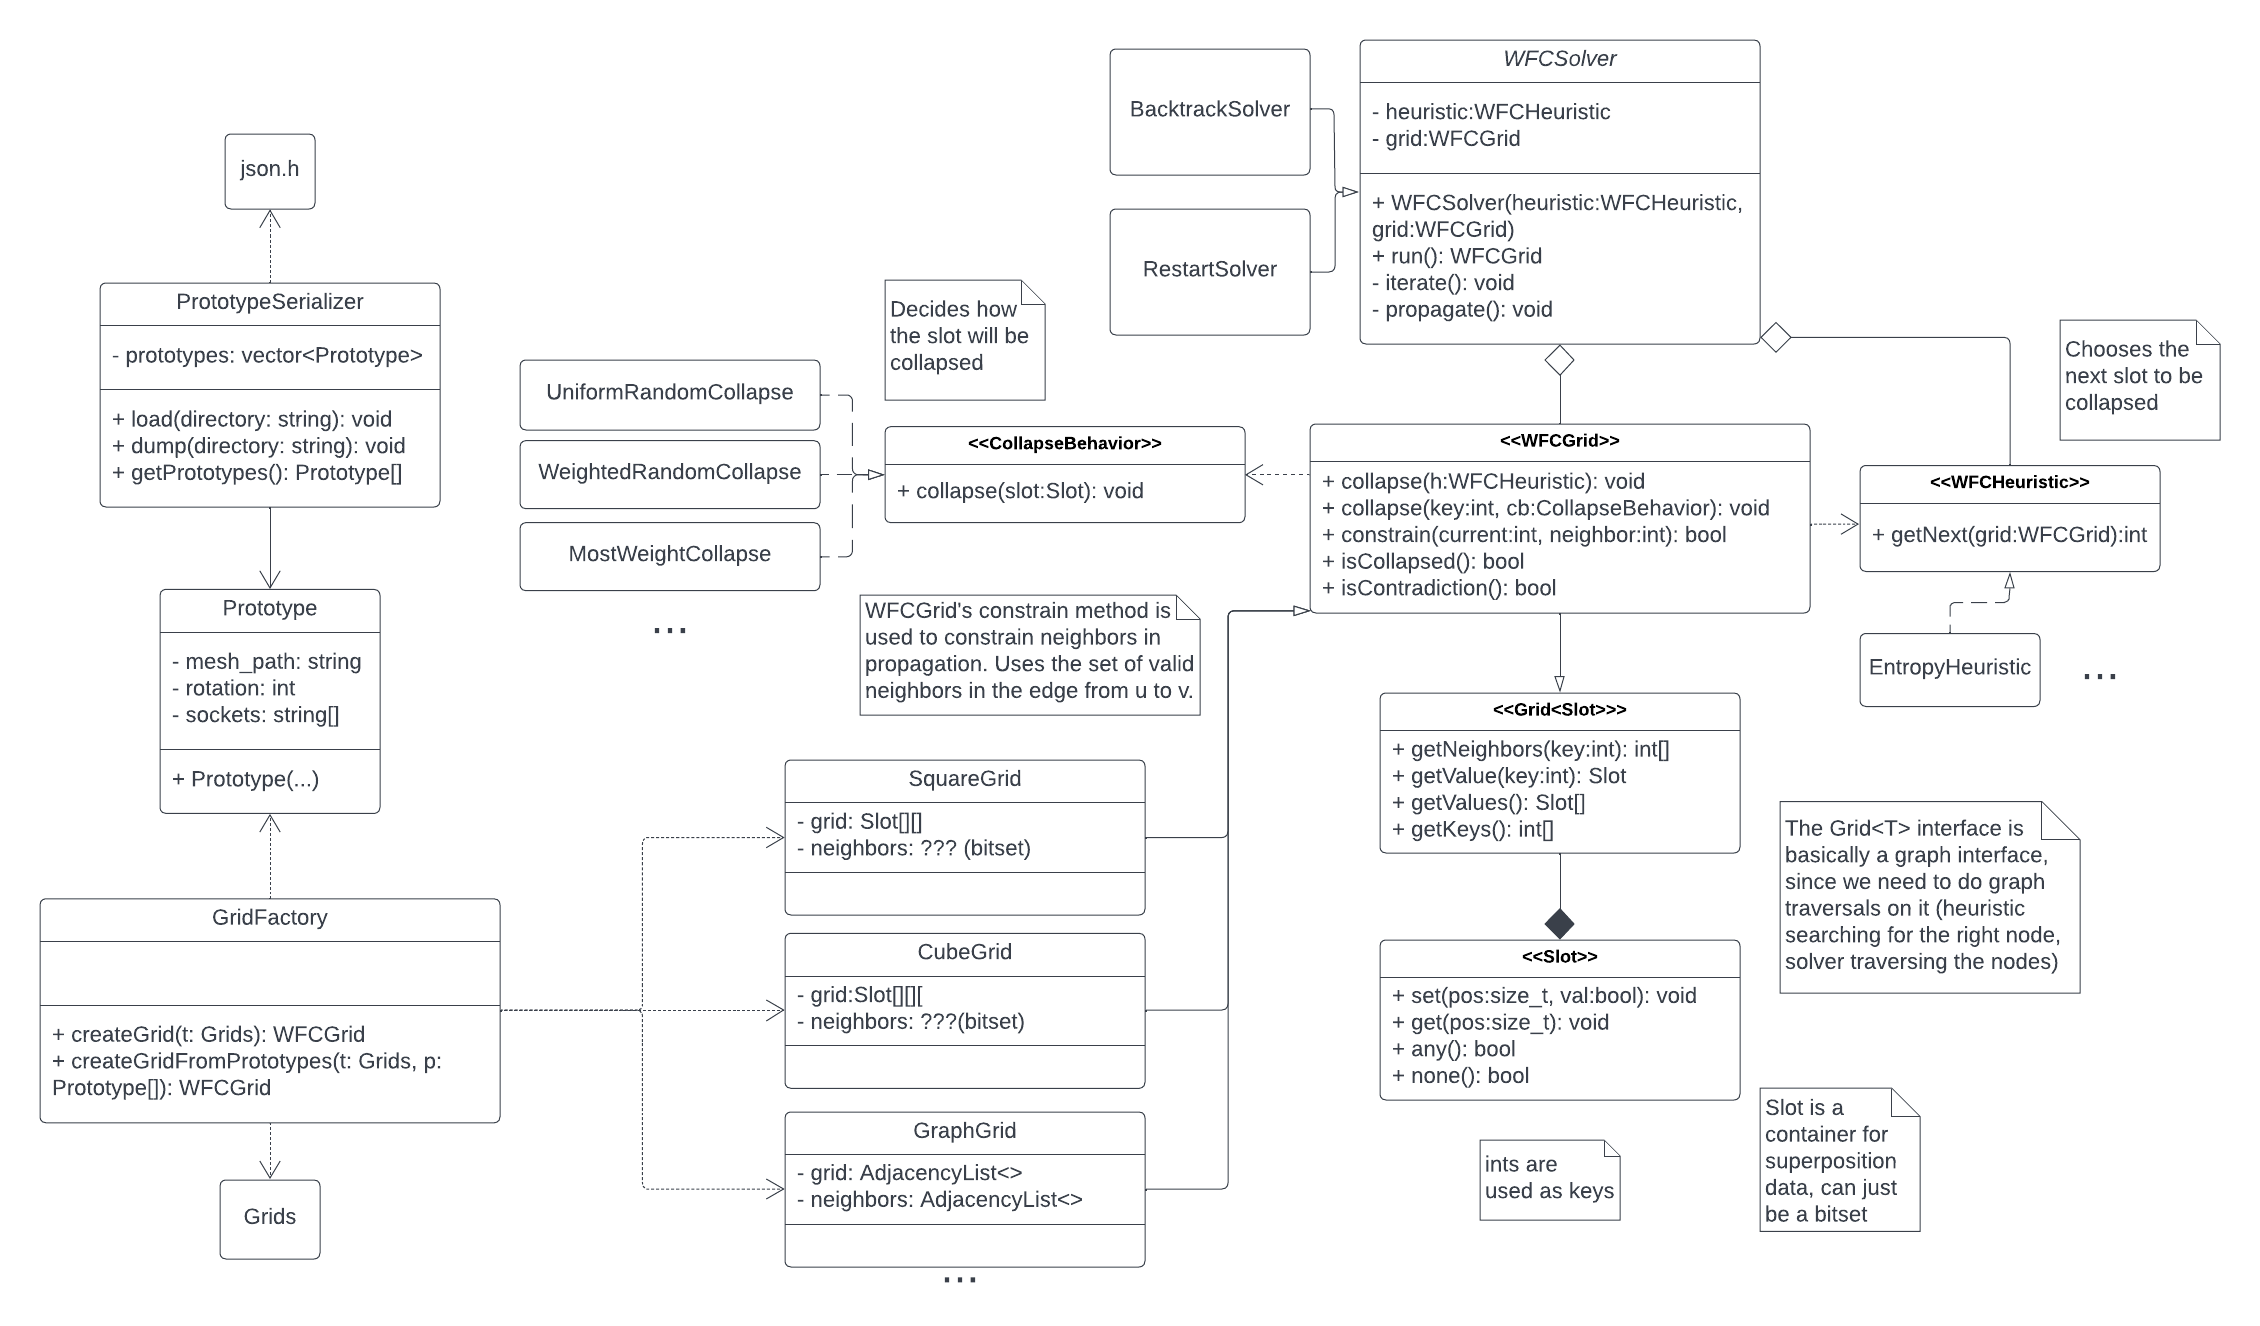 WFCSolver
- heuristic:WFCHeuristic
- grid:WFCGrid
+ WFCSolver(heuristic:WFCHeuristic,
grid:WFCGrid)
+ run(): WFCGrid
- iterate(): void
- propagate(): void
BacktrackSolver
RestartSolver
json.h
PrototypeSerializer
- prototypes: vector<Prototype>
+ load(directory: string): void
+ dump(directory: string): void
+ getPrototypes(): Prototype[]
Decides how
the slot will be
collapsed
Chooses the
next slot to be
collapsed
UniformRandomCollapse
WeightedRandomCollapse
MostWeightCollapse
...
<<CollapseBehavior>>
+ collapse(slot:Slot): void
<<WFCGrid>>
+ collapse(h:WFCHeuristic): void
+ collapse(key:int, cb:CollapseBehavior): void
+ constrain(current:int, neighbor:int): bool
+ isCollapsed(): bool
+ isContradiction(): bool
<<WFCHeuristic>>
+ getNext(grid:WFCGrid):int
EntropyHeuristic
...
Prototype
- mesh_path: string
- rotation: int
- sockets: string[]
+ Prototype(...)
WFCGrid's constrain method is
used to constrain neighbors in
propagation. Uses the set of valid
neighbors in the edge from u to v.
<<Grid<Slot>>>
+ getNeighbors(key:int): int[]
+ getValue(key:int): Slot
+ getValues(): Slot[]
+ getKeys(): int[]
SquareGrid
- grid: Slot[][]
- neighbors: ??? (bitset)
The Grid<T> interface is
basically a graph interface,
since we need to do graph
traversals on it (heuristic
searching for the right node,
solver traversing the nodes)
GridFactory
+ createGrid(t: Grids): WFCGrid
+ createGridFromPrototypes(t: Grids, p:
Prototype[]): WFCGrid
CubeGrid
- grid:Slot[][][
- neighbors: ???(bitset)
<<Slot>>
+ set(pos:size_t, val:bool): void
+ get(pos:size_t): void
+ any(): bool
+ none(): bool
Slot is a
container for
superposition
data, can just
be a bitset
GraphGrid
- grid: AdjacencyList<>
- neighbors: AdjacencyList<>
...
ints are
used as keys
Grids